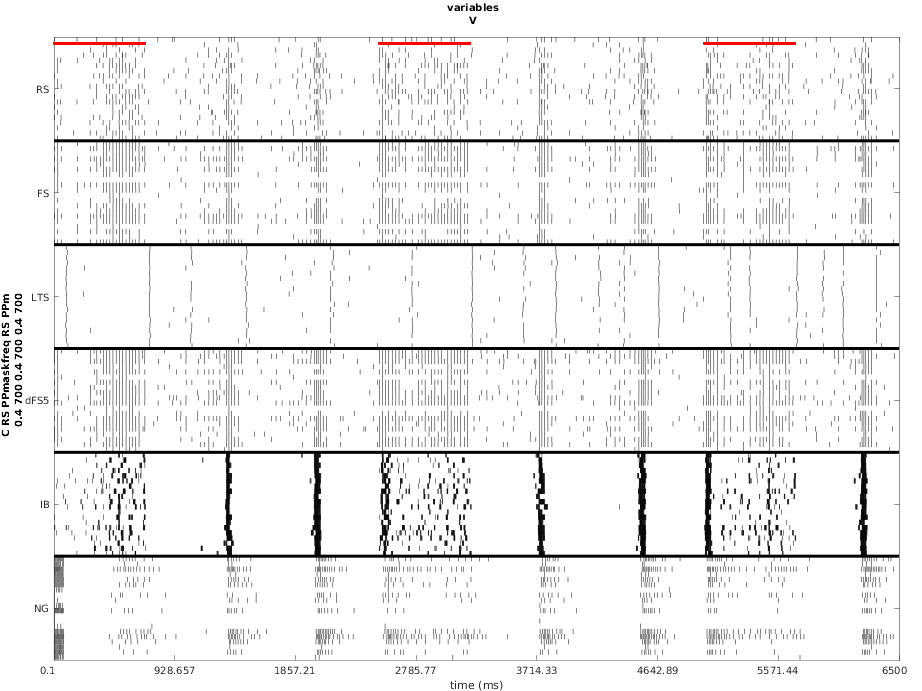 variables
V
C RS PPmaskfreq RS PPm
0.4 700 0.4 700 0.4 700
RS
FS
LTS
dFS5
IB
NG
0.1 928.657 1857.21 2785.77 3714.33 4642.89 5571.44 6500
time (ms)